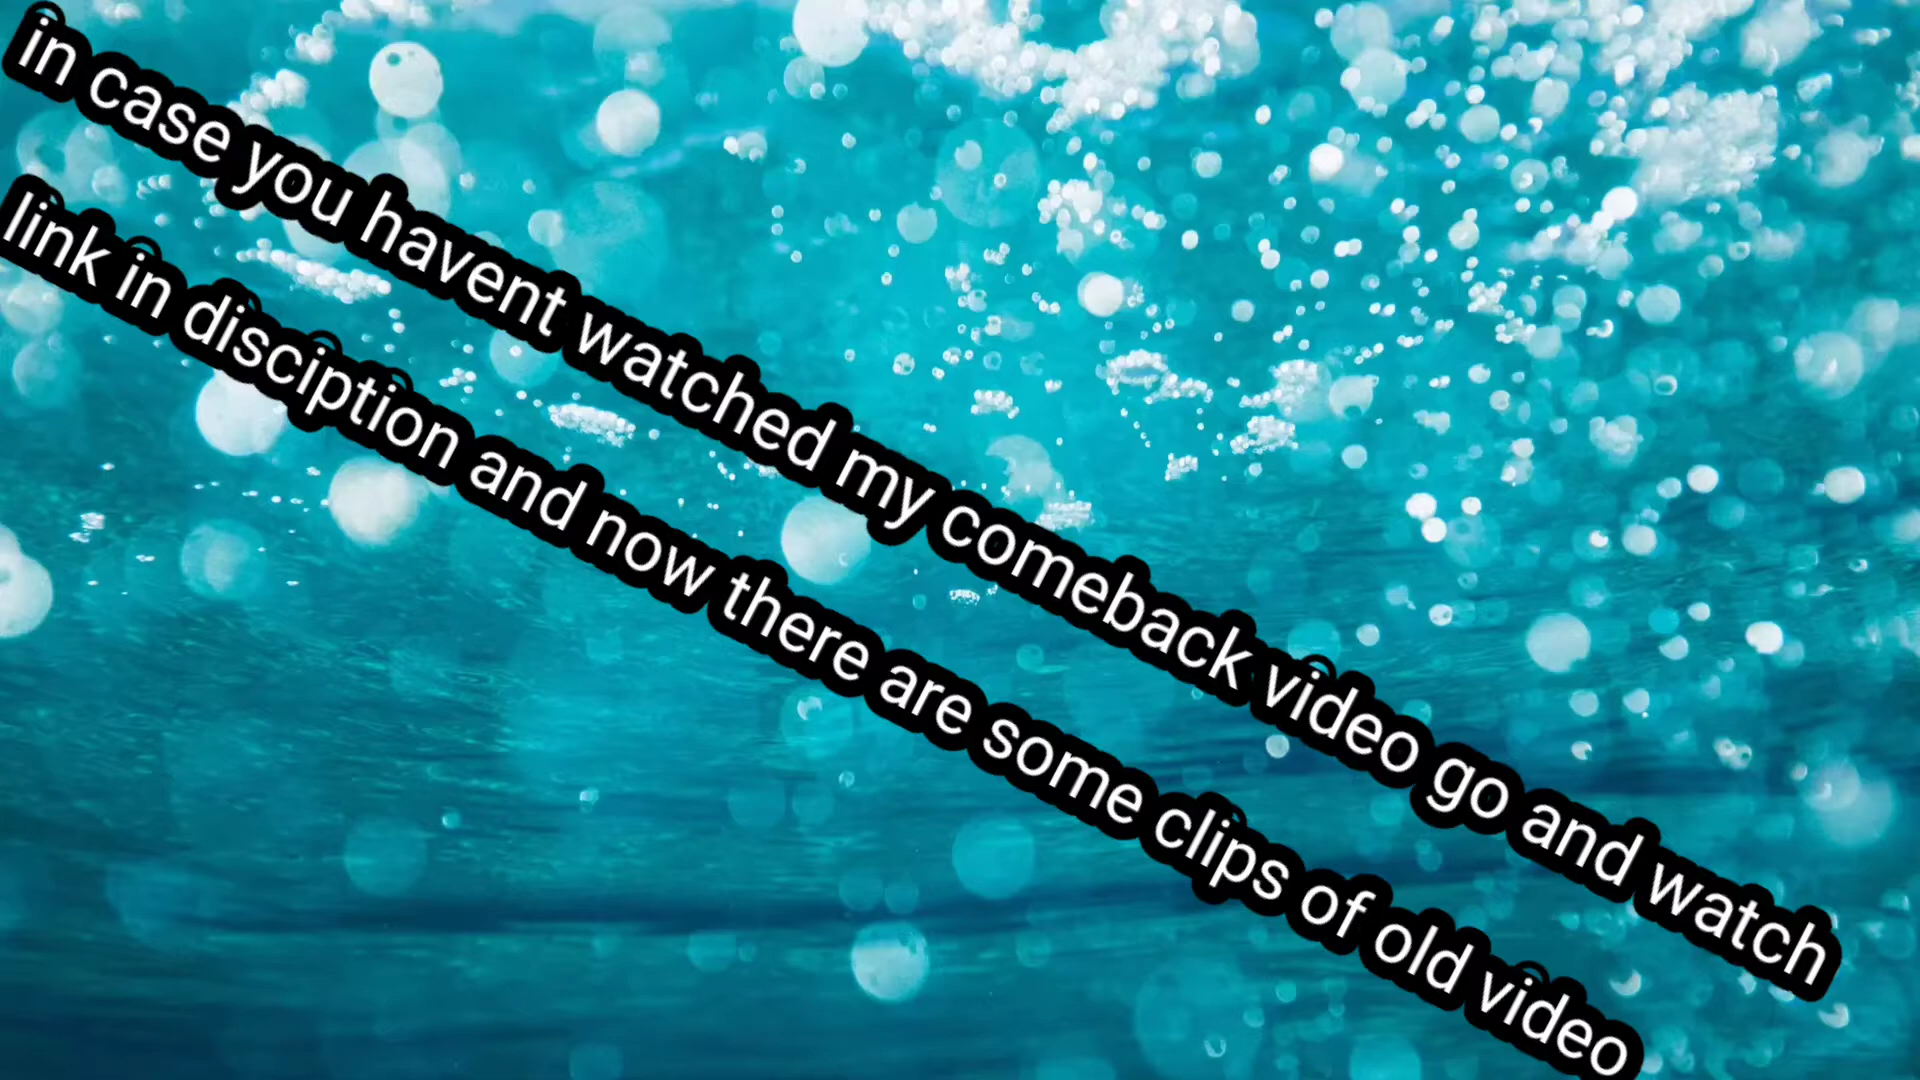 in case you havent watched my comeback video go and watch
link in disciption and now there are some clips of old video